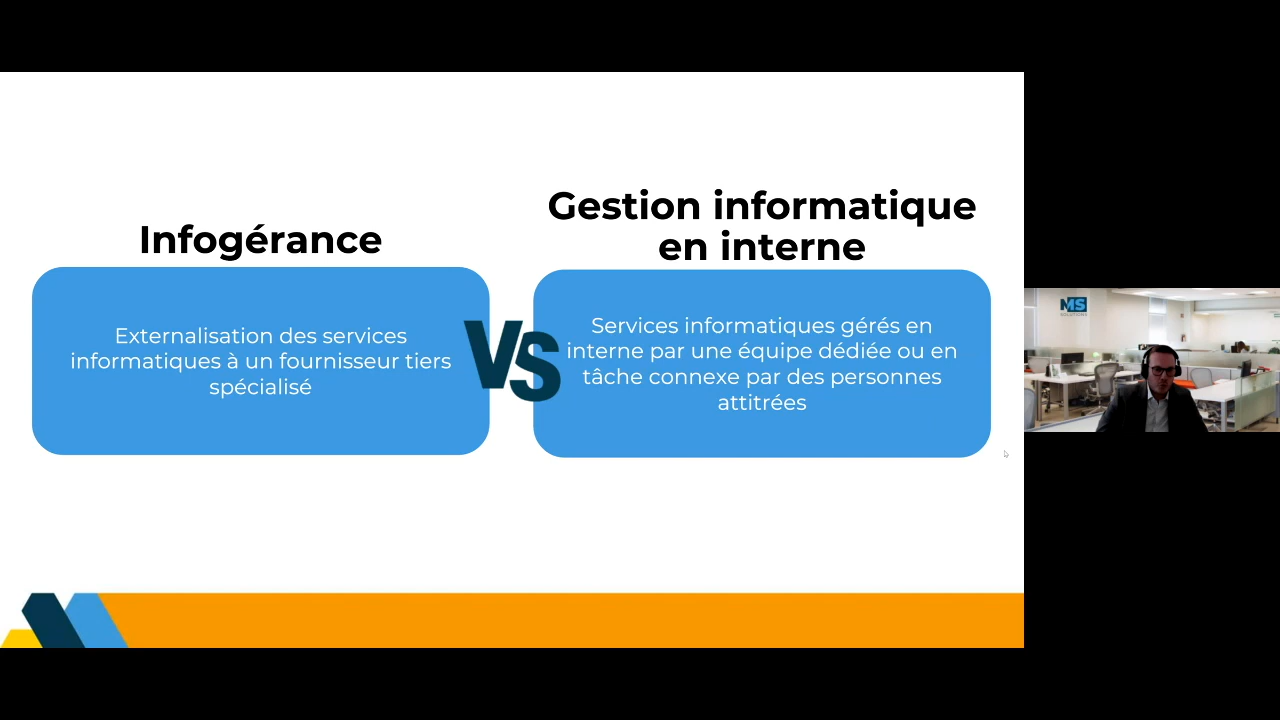 Infogérance
Externalisation des services
informatiques à un fournisseur tiers
spécialisé
VS
Gestion informatique
en interne
Services informatiques gérés en
interne par une équipe dédiée ou en
tâche connexe par des personnes
attitrées
MS
SOLUTIONS